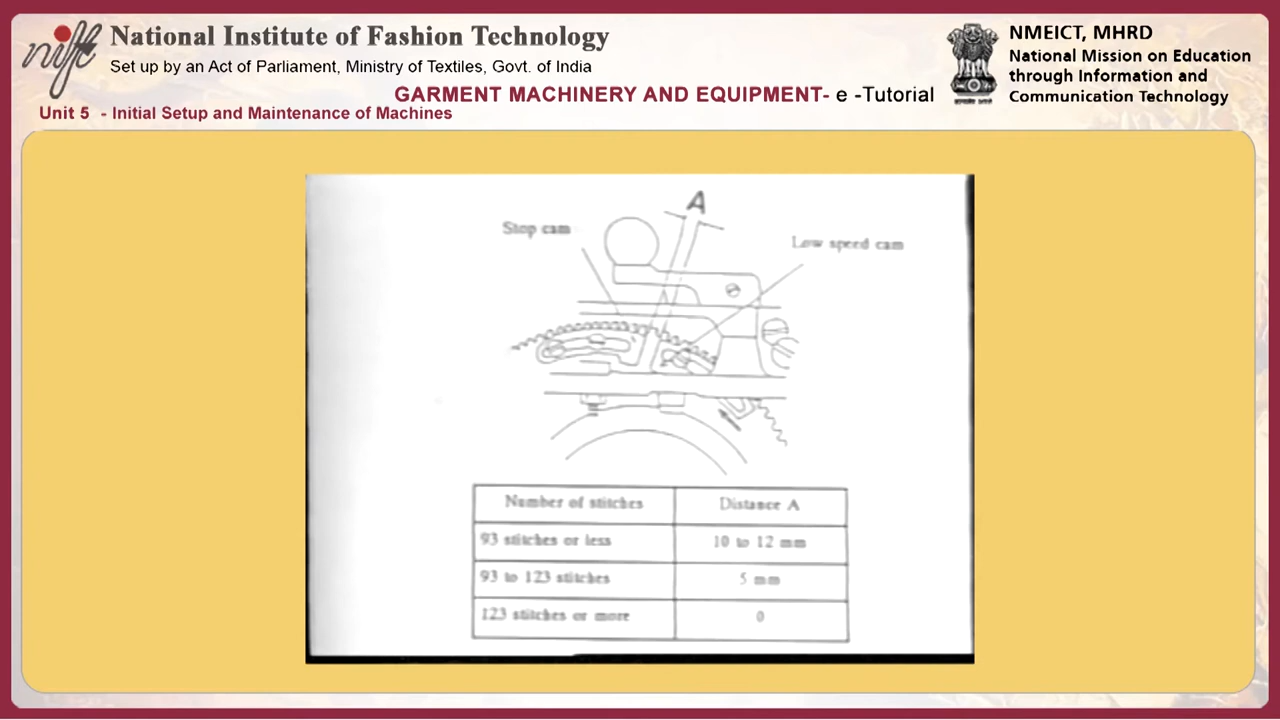 nift
National Institute of Fashion Technology
Set up by an Act of Parliament, Ministry of Textiles, Govt. of India
GARMENT MACHINERY AND EQUIPMENT- e -Tutorial
Unit 5 - Initial Setup and Maintenance of Machines
NMEICT, MHRD
National Mission on Education
through Information and
Communication Technology
A
Stop cam
Low speed cam
Number of stitches Distance A
93 stitches or less 10 to 12 mm
93 to 123 stitches 5 mm
123 stitches or more 0